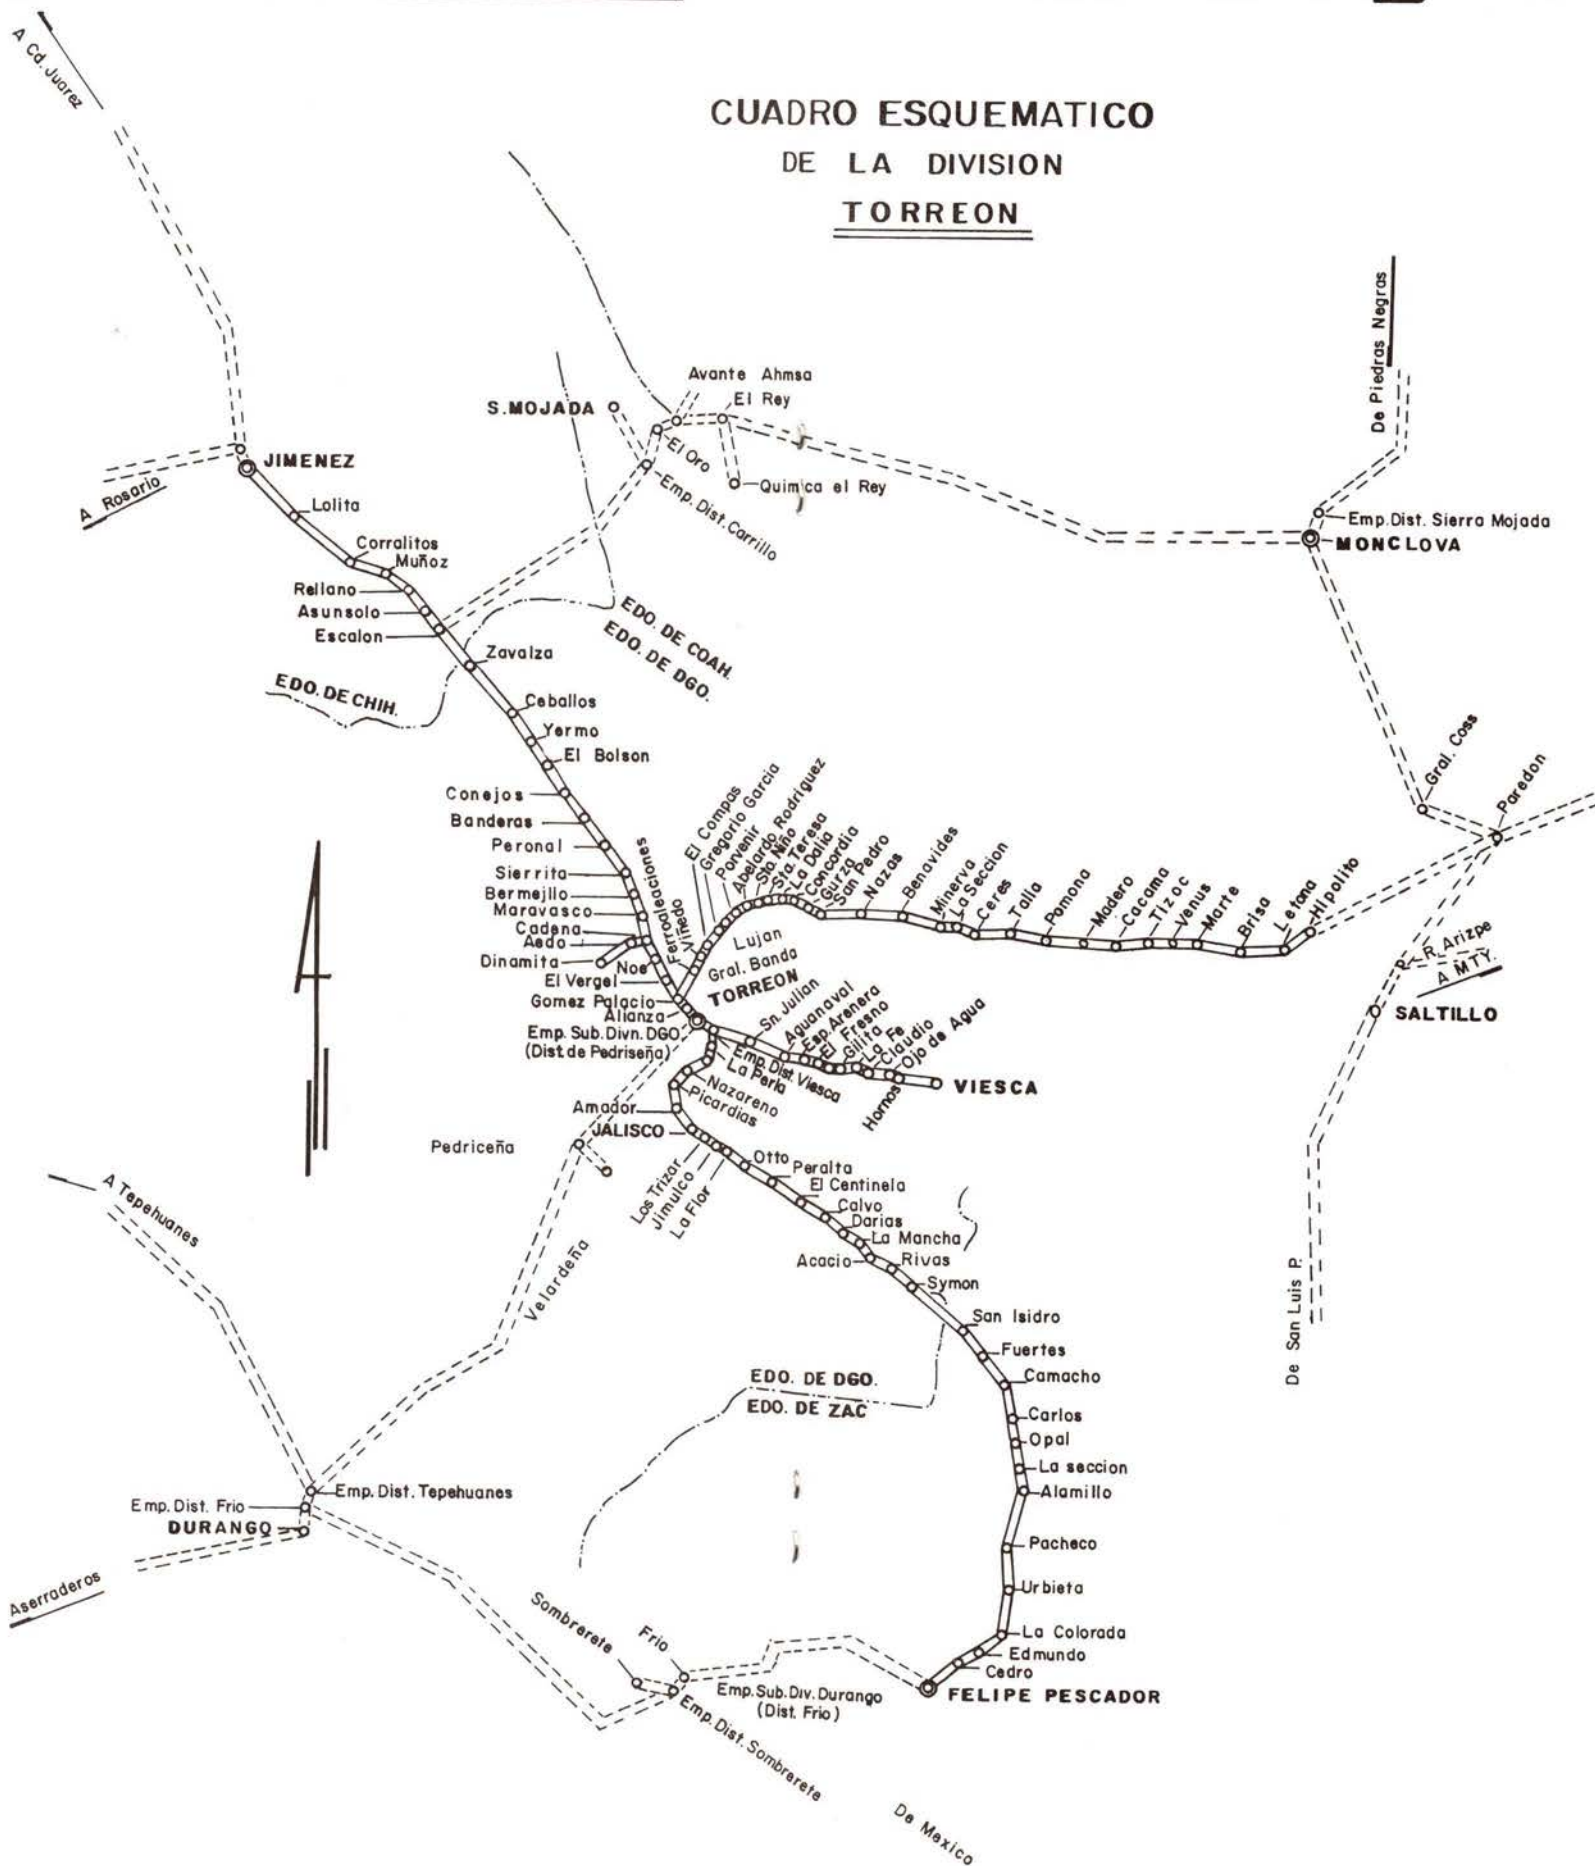 CUADRO ESQUEMATICO
DE LA DIVISION
TORREON
A Cd. Juarez
De Piedras Negras
Avante Ahmsa
El Rey
S. MOJADA
El Oro
Quimica el Rey
Emp. Dist. Carrillo
JIMENEZ
A Rosario
Lolita
Corralitos
Muñoz
Rellano
Asunsolo
Escalon
Emp. Dist. Sierra Mojada
MONCLOVA
EDO. DE COAH.
EDO. DE DGO.
EDO. DE CHIH.
Zavalza
Ceballos
Yermo
El Bolson
Conejos
Banderas
Peronal
Sierrita
Bermejllo
Maravasco
Cadena
Aedo
Dinamita
Noe
El Vergel
Gomez Palacio
Alianza
Emp. Sub. Divn. DGO.
(Dist. de Pedriseña)
Ferroaleaciones
Viñedo
El Compas
Gregorio Garcia
Porvenir
Abelardo Rodriguez
Sto. Niño
Sta. Teresa
La Dalia
Concordia
Gurza
San Pedro
Nazas
Benavides
Minerva
La Seccion
Ceres
Talia
Pomona
Madero
Cacama
Tizoc
Venus
Marte
Brisa
Letona
Hipolito
Gral. Coss
Paredon
R. Arizpe
A MTY.
SALTILLO
De San Luis P.
Lujan
Gral. Banda
TORREON
Sn. Julian
Aguanaval
Esp. Arenera
El Fresno
Gilita
La Fe
Claudio
Ojo de Agua
Hornos
VIESCA
Emp. Dist. Viesca
La Perla
Nazareno
Picardias
Amador
JALISCO
Pedriceña
Velardeña
Los Trizar
Jimulco
La Flor
Otto
Peralta
El Centinela
Calvo
Darias
La Mancha
Acacio
Rivas
Symon
San Isidro
Fuertes
Camacho
Carlos
Opal
La seccion
Alamillo
Pacheco
Urbieta
La Colorada
Edmundo
Cedro
FELIPE PESCADOR
EDO. DE DGO.
EDO. DE ZAC
A Tepehuanes
Emp. Dist. Tepehuanes
Emp. Dist. Frio
DURANGO
Aserraderos
Sombrerete
Frio
Emp. Sub. Div. Durango
(Dist. Frio)
Emp. Dist. Sombrerete
De Mexico